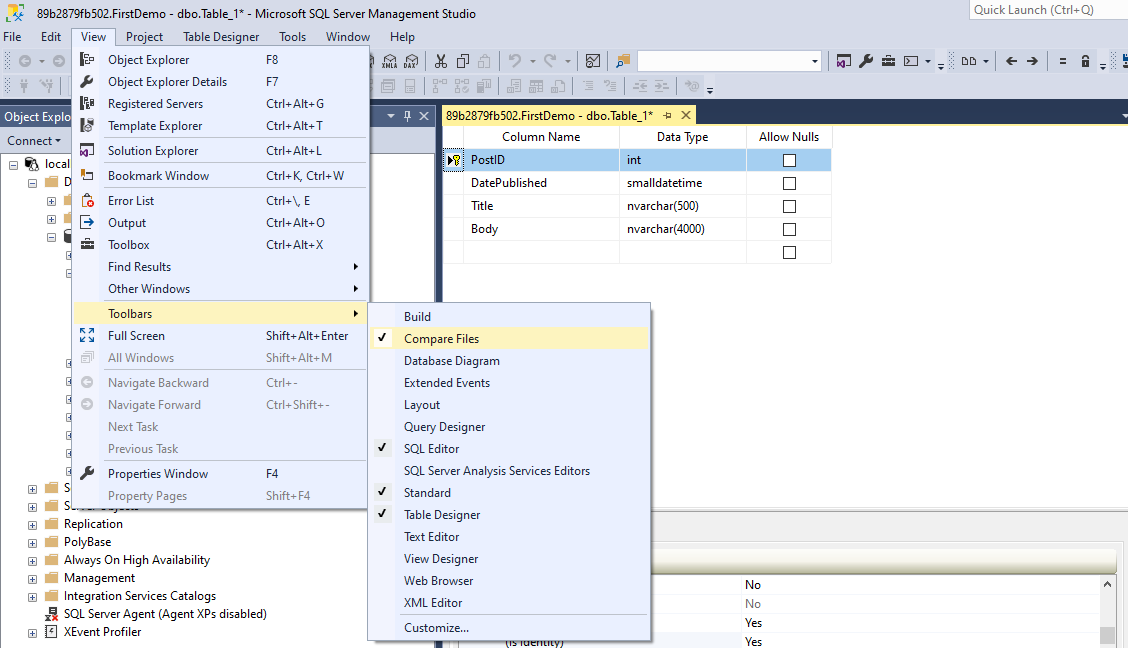 89b2879fb502.FirstDemo - dbo.Table_1* - Microsoft SQL Server Management Studio
Quick Launch (Ctrl+Q)
File Edit View Project Table Designer Tools Window Help
Object Explorer F8
Object Explorer Details F7
Registered Servers Ctrl+Alt+G
Template Explorer Ctrl+Alt+T
Solution Explorer Ctrl+Alt+L
Bookmark Window Ctrl+K, Ctrl+W
Error List Ctrl+\, E
Output Ctrl+Alt+O
Toolbox Ctrl+Alt+X
Find Results
Other Windows
Toolbars
Full Screen Shift+Alt+Enter
All Windows Shift+Alt+M
Navigate Backward Ctrl+-
Navigate Forward Ctrl+Shift+-
Next Task
Previous Task
Properties Window F4
Property Pages Shift+F4
Build
Compare Files
Database Diagram
Extended Events
Layout
Query Designer
SQL Editor
SQL Server Analysis Services Editors
Standard
Table Designer
Text Editor
View Designer
Web Browser
XML Editor
Customize...
XMLA DAX
Object Explo
Connect
local
D
S
Replication
PolyBase
Always On High Availability
Management
Integration Services Catalogs
SQL Server Agent (Agent XPs disabled)
XEvent Profiler
89b2879fb502.FirstDemo - dbo.Table_1*
Column Name Data Type Allow Nulls
PostID int
DatePublished smalldatetime
Title nvarchar(500)
Body nvarchar(4000)
No
No
Yes
(Is Identity) Yes